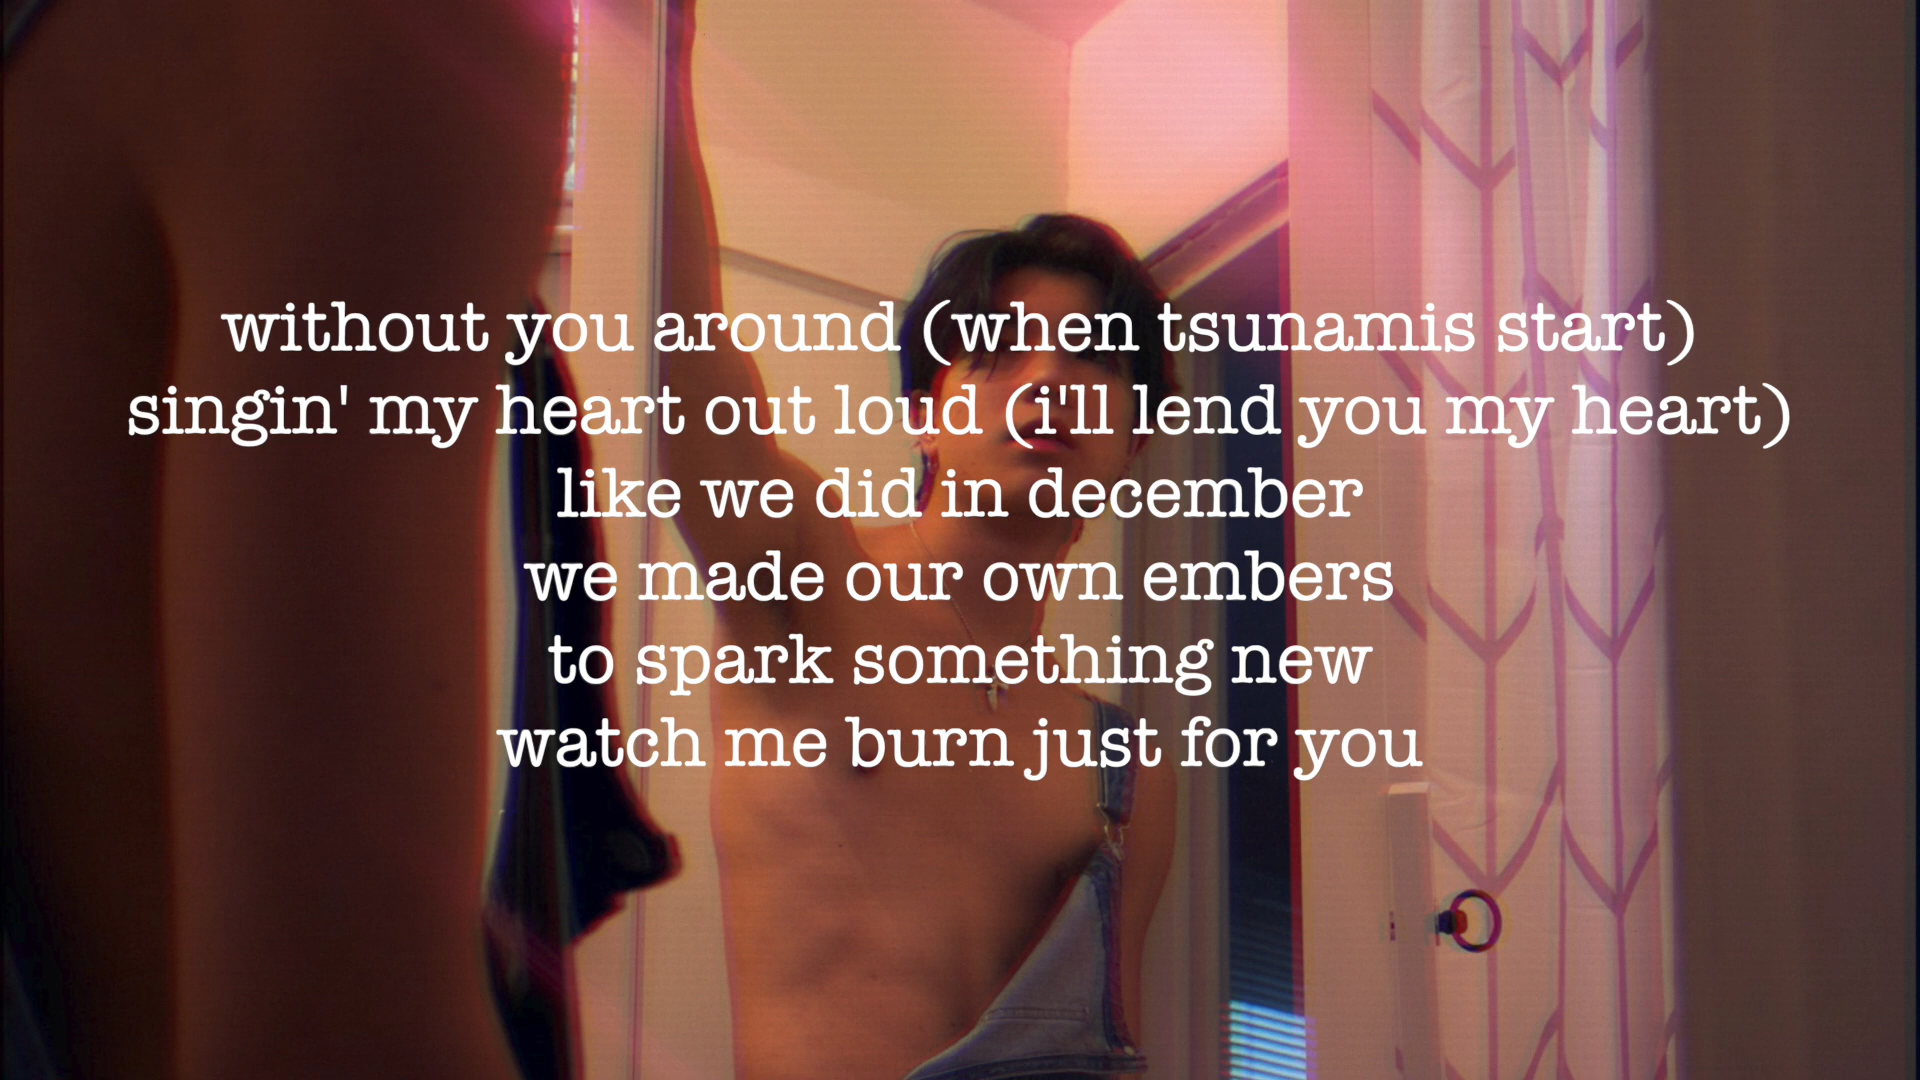 without you around (when tsunamis start)
singin' my heart out loud (i'll lend you my heart)
like we did in december
we made our own embers
to spark something new
watch me burn just for you